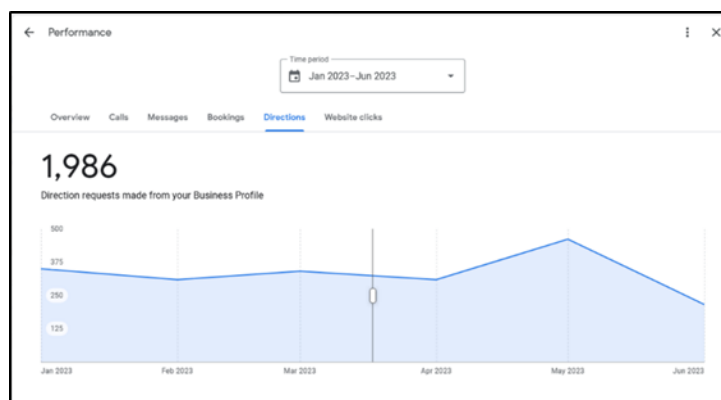 Performance
Time period
Jan 2023–Jun 2023
Overview Calls Messages Bookings Directions Website clicks
1,986
Direction requests made from your Business Profile
500
375
250
125
Jan 2023 Feb 2023 Mar 2023 Apr 2023 May 2023 Jun 2023